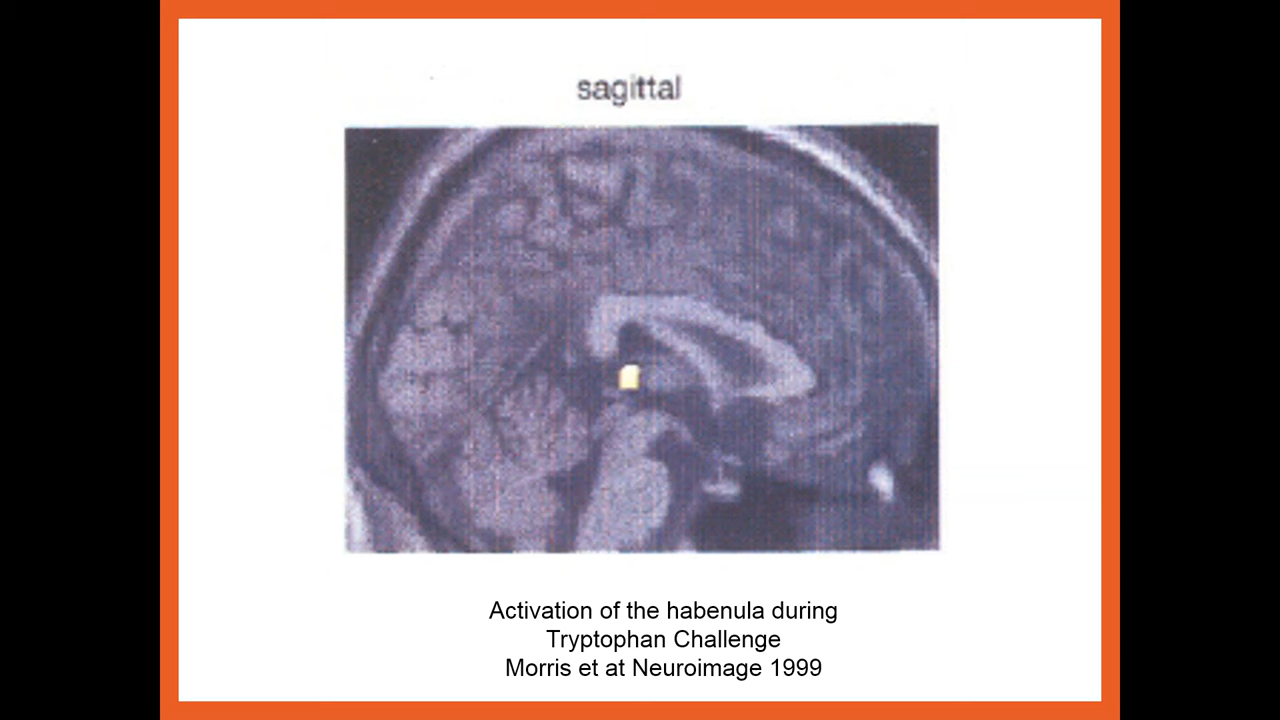 sagittal
Activation of the habenula during
Tryptophan Challenge
Morris et at Neuroimage 1999